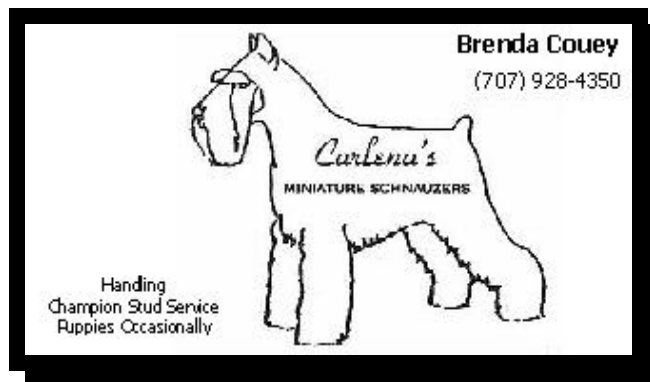 Brenda Couey
(707) 928-4350
Carlena's
MINIATURE SCHNAUZERS
Handling
Champion Stud Service
Puppies Occasionally